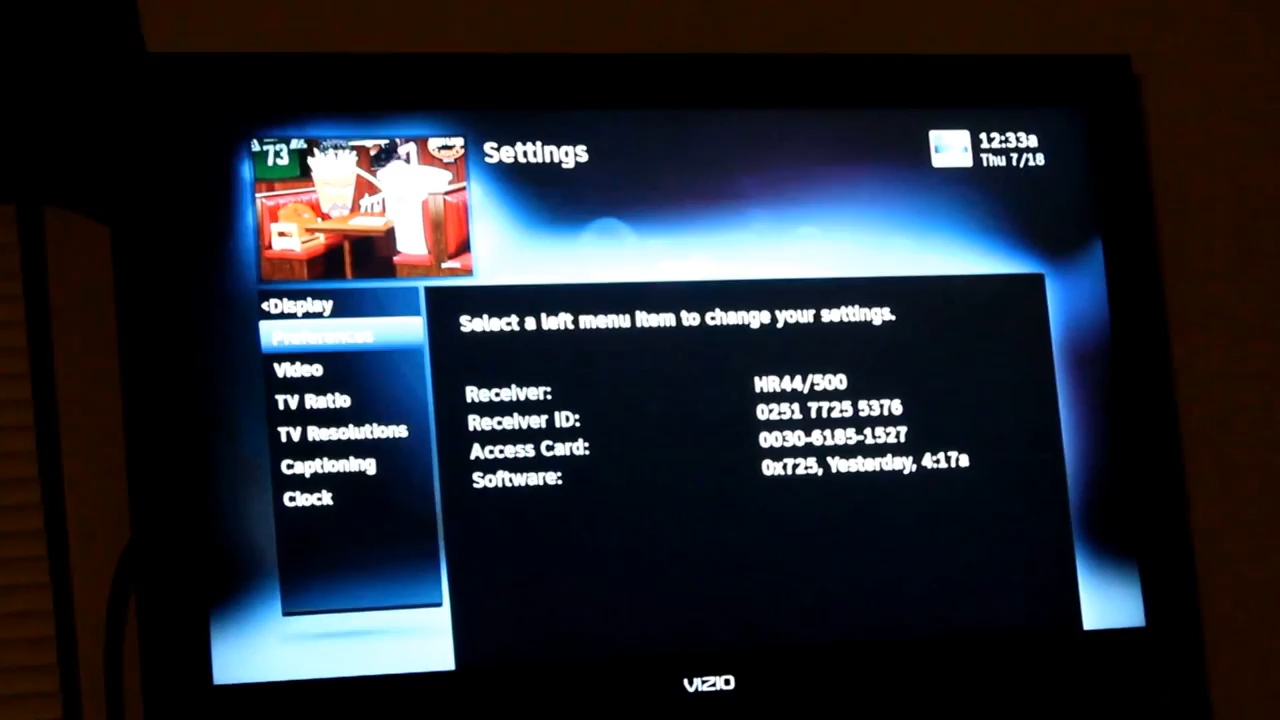 73
Settings
12:33a
Thu 7/18
<Display
Preferences
Video
TV Ratio
TV Resolutions
Captioning
Clock
Select a left menu item to change your settings.
Receiver: HR44/500
Receiver ID: 0251 7725 5376
Access Card: 0030-6185-1527
Software: 0x725, Yesterday, 4:17a
VIZIO